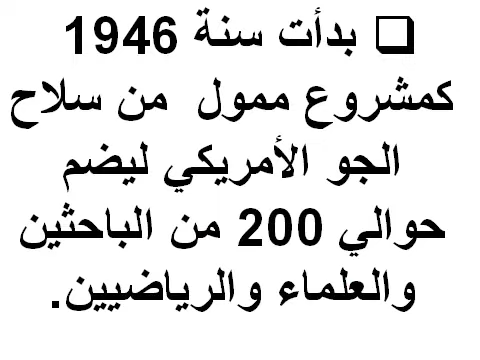 ❑ بدأت سنة 1946
كمشروع ممول من سلاح
الجو الأمريكي ليضم
حوالي 200 من الباحثين
والعلماء والرياضيين.